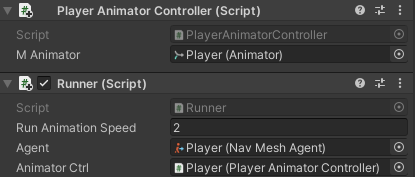 Player Animator Controller (Script)
Script PlayerAnimatorController
M Animator Player (Animator)
Runner (Script)
Script Runner
Run Animation Speed 2
Agent Player (Nav Mesh Agent)
Animator Ctrl Player (Player Animator Controller)